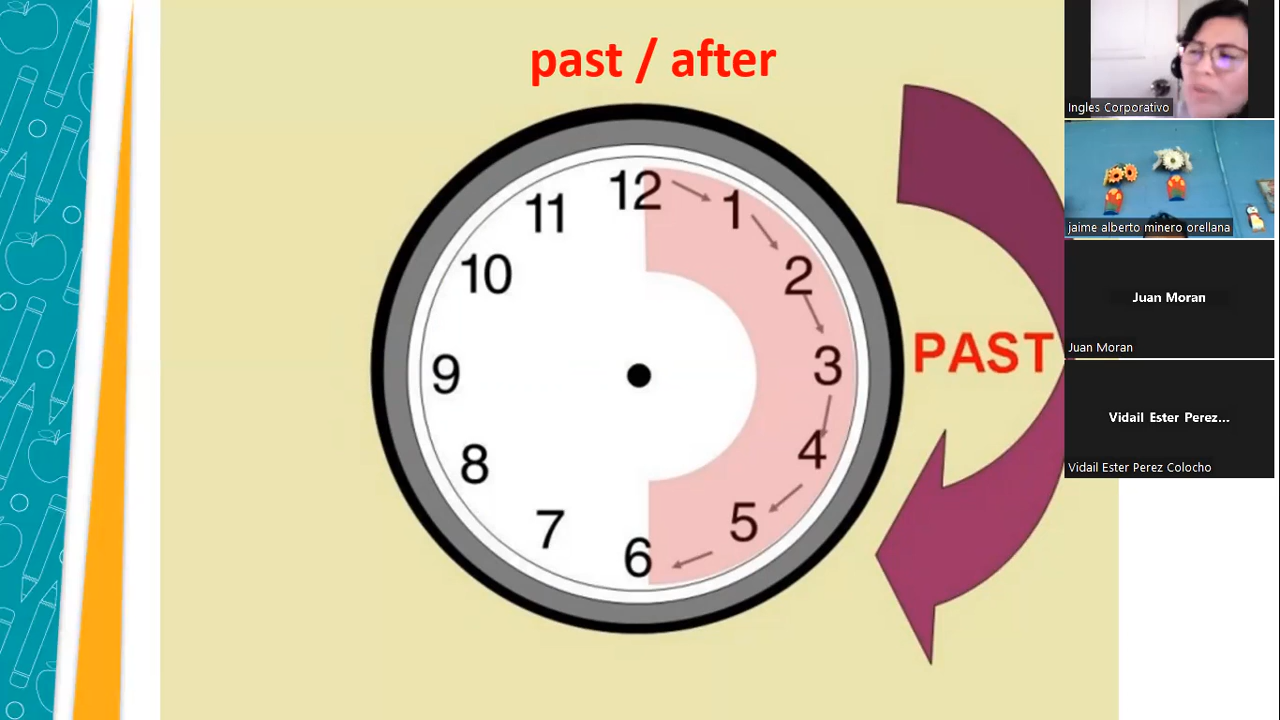 past / after
12
1
2
3
4
5
6
7
8
9
10
11
PAST
Ingles Corporativo
jaime alberto minero orellana
Juan Moran
Juan Moran
Vidail Ester Perez...
Vidail Ester Perez Colocho